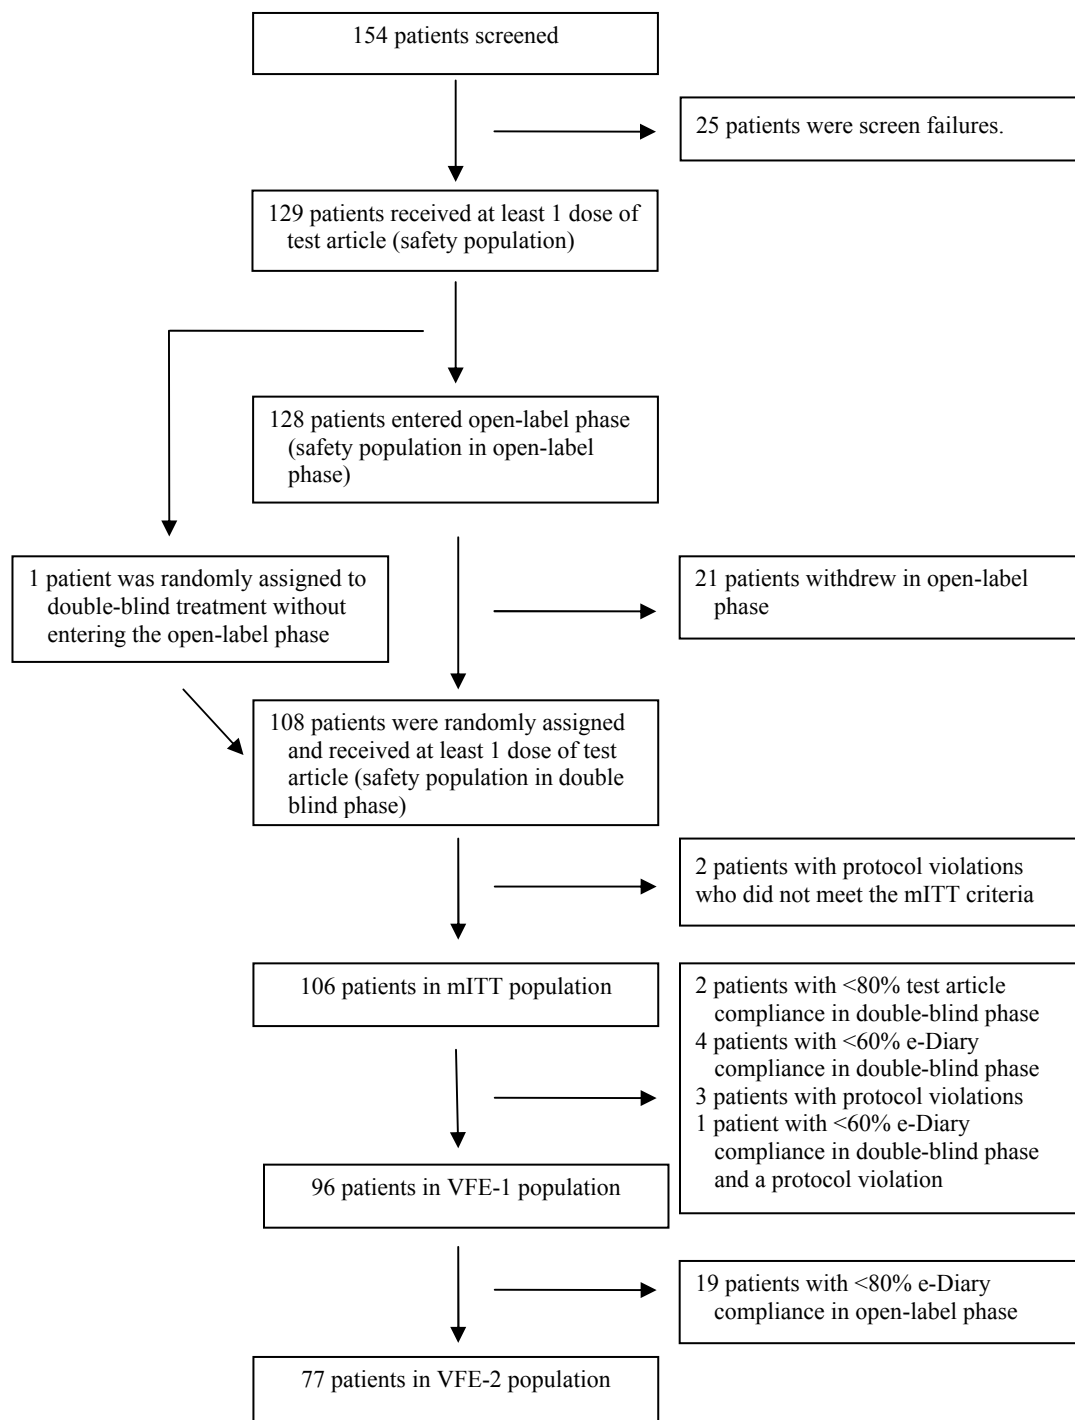 154 patients screened
25 patients were screen failures.
129 patients received at least 1 dose of
test article (safety population)
128 patients entered open-label phase
(safety population in open-label
phase)
1 patient was randomly assigned to
double-blind treatment without
entering the open-label phase
21 patients withdrew in open-label
phase
108 patients were randomly assigned
and received at least 1 dose of test
article (safety population in double
blind phase)
2 patients with protocol violations
who did not meet the mITT criteria
106 patients in mITT population
2 patients with <80% test article
compliance in double-blind phase
4 patients with <60% e-Diary
compliance in double-blind phase
3 patients with protocol violations
1 patient with <60% e-Diary
compliance in double-blind phase
and a protocol violation
96 patients in VFE-1 population
19 patients with <80% e-Diary
compliance in open-label phase
77 patients in VFE-2 population